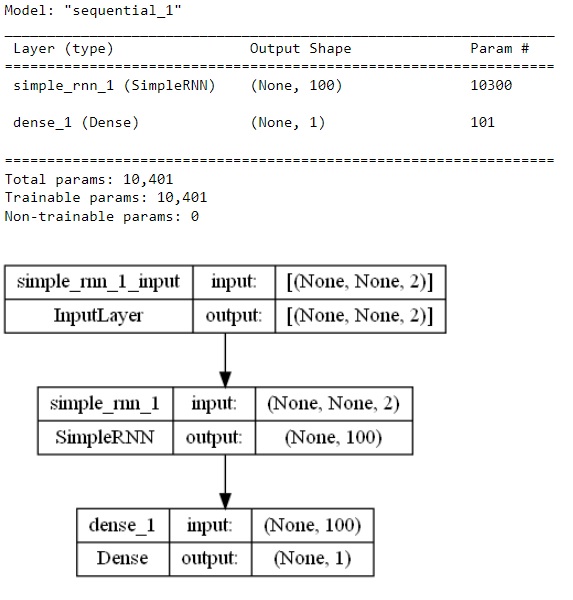 Model: "sequential_1"
Layer (type) Output Shape Param #
simple_rnn_1 (SimpleRNN) (None, 100) 10300
dense_1 (Dense) (None, 1) 101
Total params: 10,401
Trainable params: 10,401
Non-trainable params: 0
simple_rnn_1_input input: [(None, None, 2)]
InputLayer output: [(None, None, 2)]
simple_rnn_1 input: (None, None, 2)
SimpleRNN output: (None, 100)
dense_1 input: (None, 100)
Dense output: (None, 1)